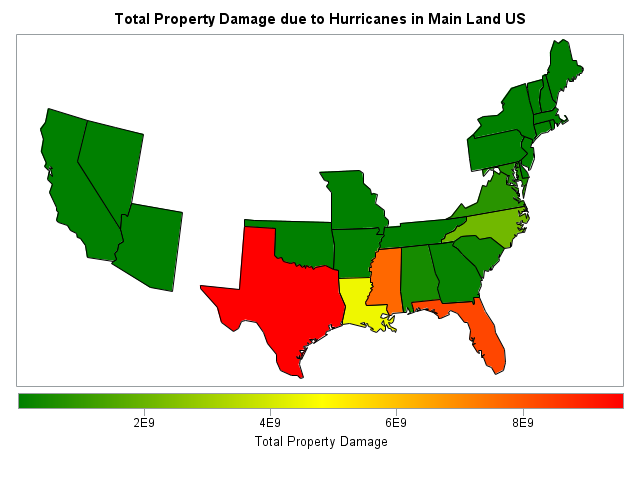 Total Property Damage due to Hurricanes in Main Land US
2E9 4E9 6E9 8E9
Total Property Damage